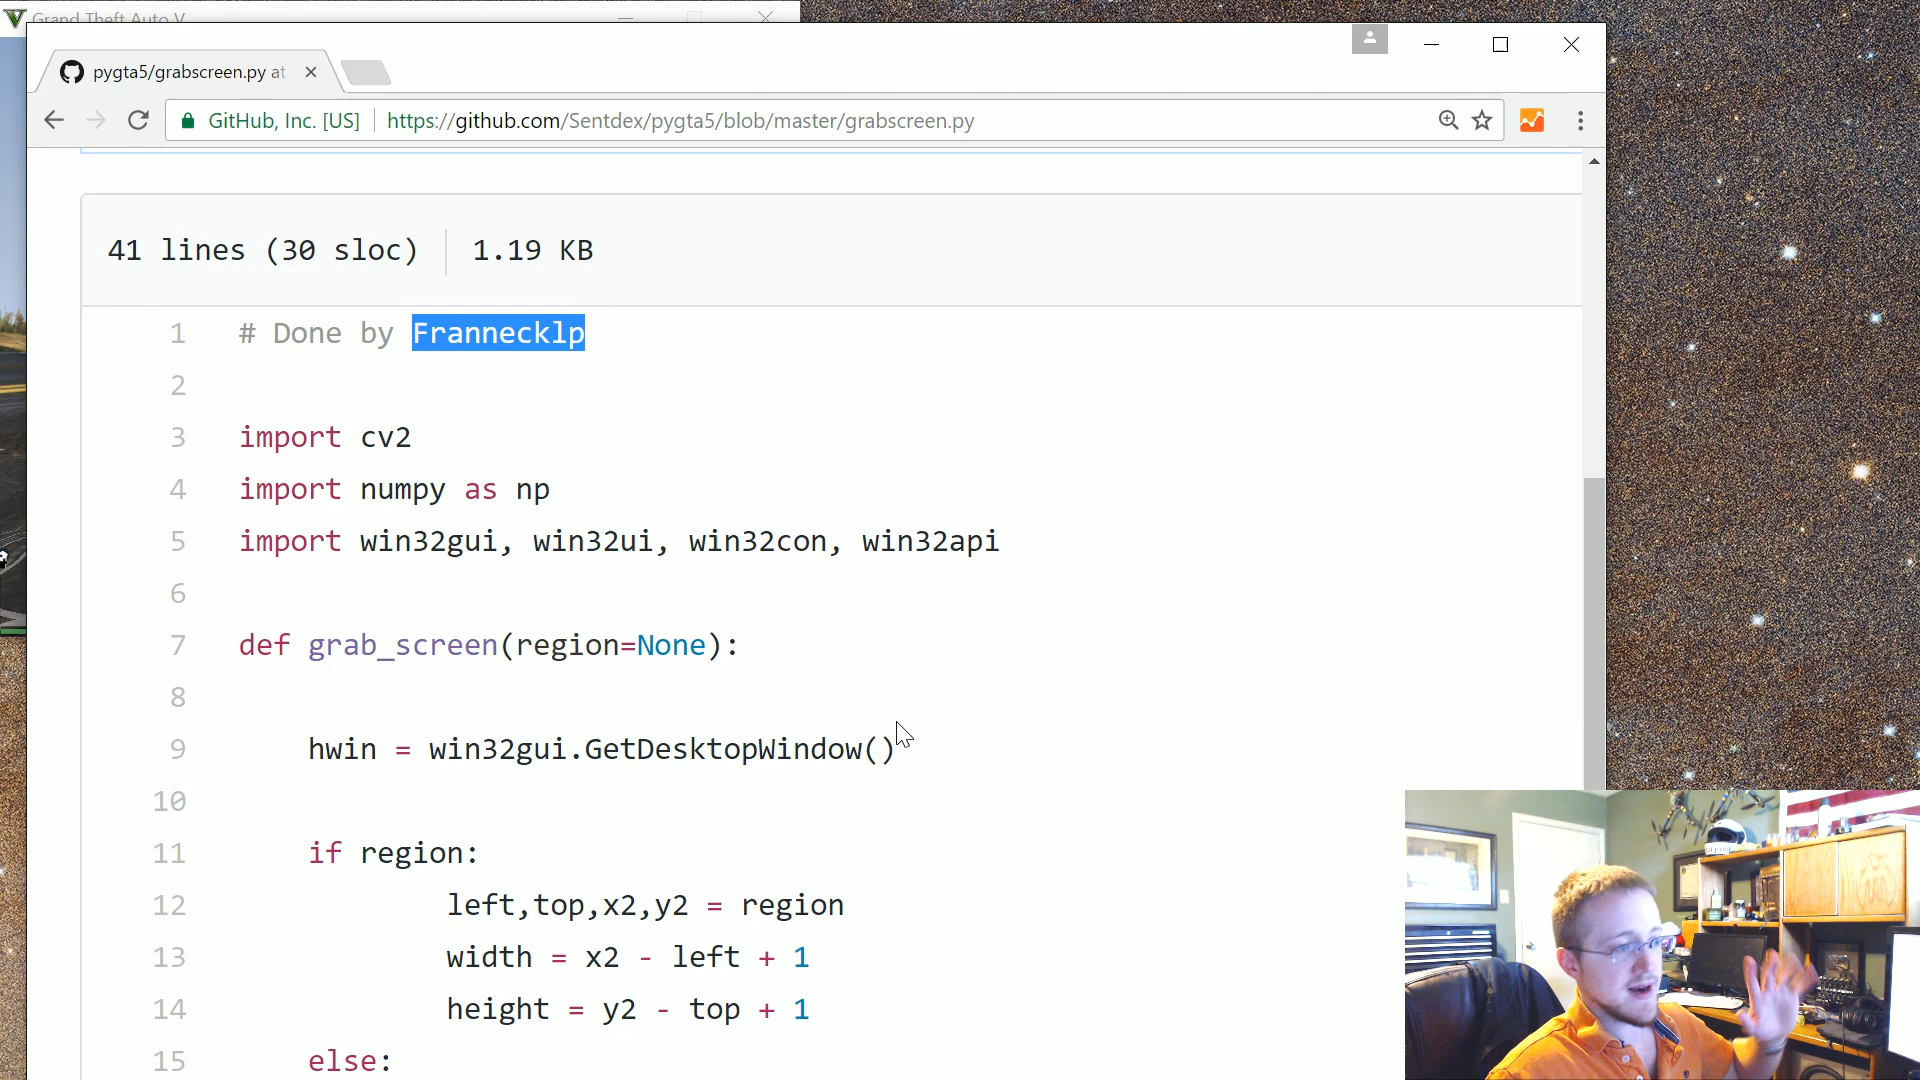 Grand Theft Auto V
pygta5/grabscreen.py at
GitHub, Inc. [US] https://github.com/Sentdex/pygta5/blob/master/grabscreen.py
41 lines (30 sloc) 1.19 KB
1 # Done by Frannecklp
2
3 import cv2
4 import numpy as np
5 import win32gui, win32ui, win32con, win32api
6
7 def grab_screen(region=None):
8
9 hwin = win32gui.GetDesktopWindow()
10
11 if region:
12 left,top,x2,y2 = region
13 width = x2 - left + 1
14 height = y2 - top + 1
15 else: